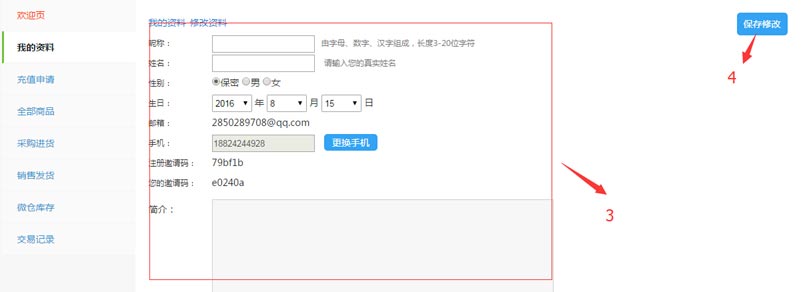 欢迎页
我的资料
充值申请
全部商品
采购进货
销售发货
微仓库存
交易记录
我的资料 修改资料
保存修改
昵称： 由字母、数字、汉字组成，长度3-20位字符
姓名： 请输入您的真实姓名
性别： 保密 男 女
生日： 2016 年 8 月 15 日
邮箱： 2850289708@qq.com
手机： 18824244928 更换手机
注册邀请码： 79bf1b
您的邀请码： e0240a
简介：
4
3